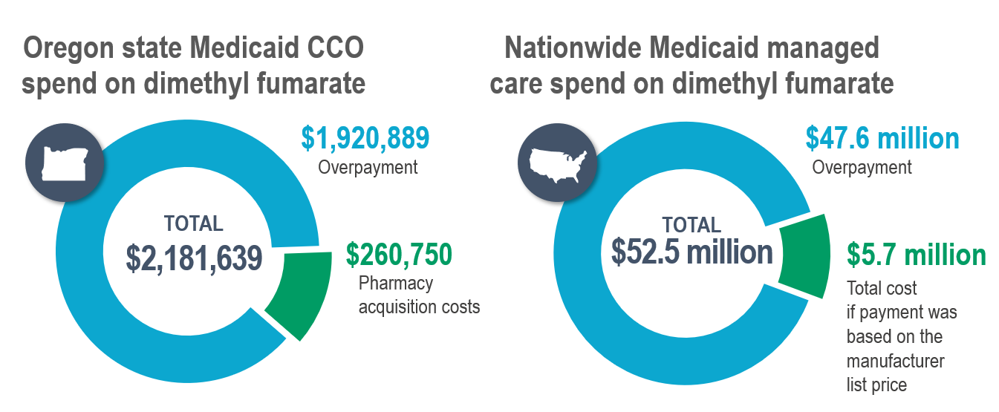 Oregon state Medicaid CCO
spend on dimethyl fumarate
$1,920,889
Overpayment
TOTAL
$2,181,639
$260,750
Pharmacy
acquisition costs
Nationwide Medicaid managed
care spend on dimethyl fumarate
$47.6 million
Overpayment
TOTAL
$52.5 million
$5.7 million
Total cost
if payment was
based on the
manufacturer
list price